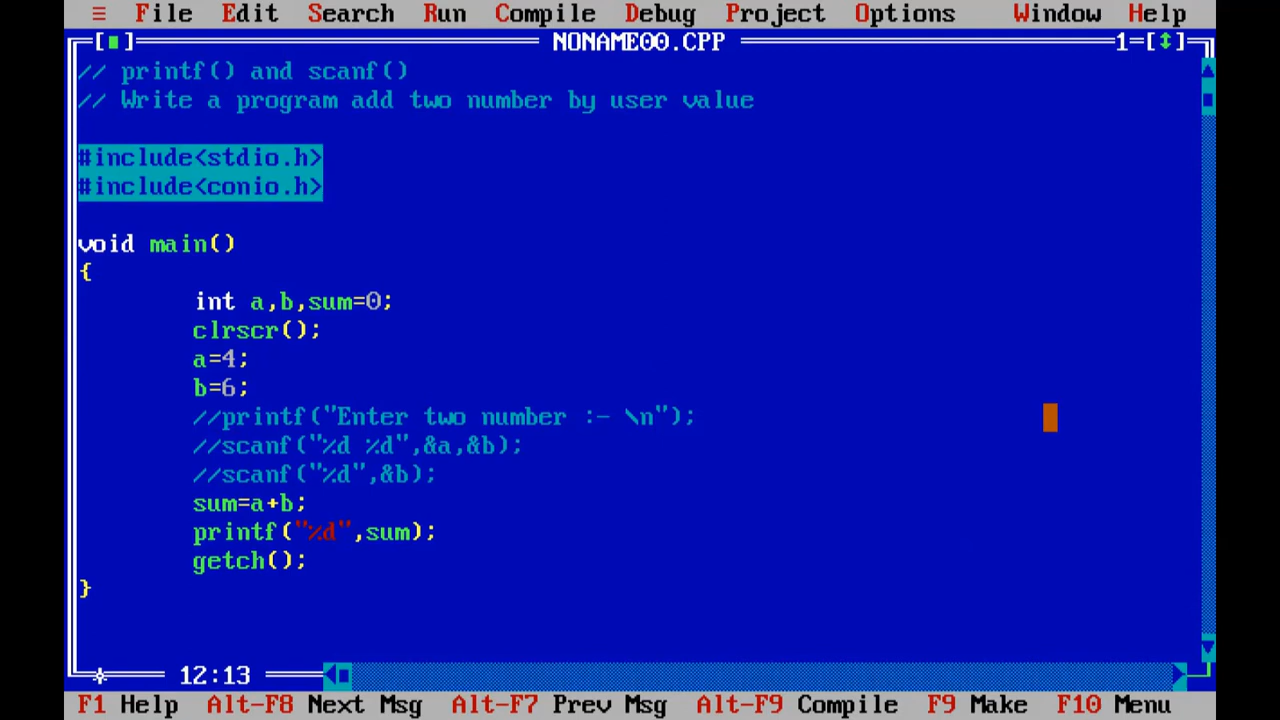 ≡ File Edit Search Run Compile Debug Project Options Window Help
[■] NONAME00.CPP 1=[↕]
// printf() and scanf()
// Write a program add two number by user value
#include<stdio.h>
#include<conio.h>
void main()
{
int a,b,sum=0;
clrscr();
a=4;
b=6;
//printf("Enter two number :- \n");
//scanf("%d %d",&a,&b);
//scanf("%d",&b);
sum=a+b;
printf("%d",sum);
getch();
}
12:13
F1 Help Alt-F8 Next Msg Alt-F7 Prev Msg Alt-F9 Compile F9 Make F10 Menu